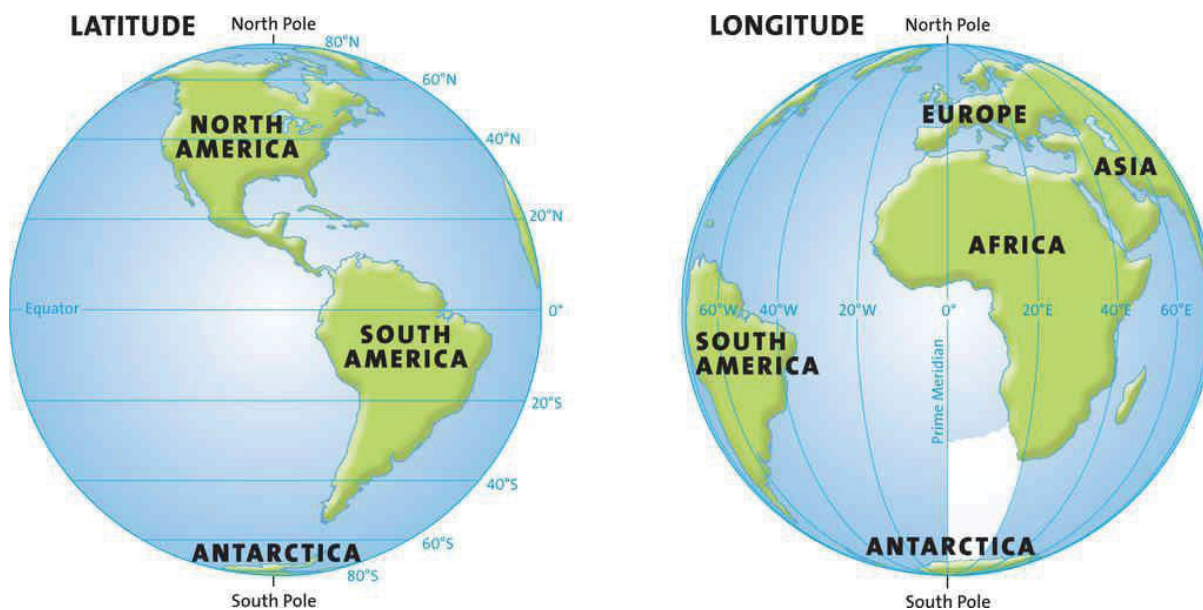 LATITUDE
North Pole
80°N
60°N
NORTH
AMERICA
40°N
20°N
Equator
0°
SOUTH
AMERICA
20°S
40°S
60°S
ANTARCTICA
80°S
South Pole
LONGITUDE
North Pole
EUROPE
ASIA
AFRICA
60°W 40°W 20°W 0° 20°E 40°E 60°E
SOUTH
AMERICA
Prime Meridian
ANTARCTICA
South Pole